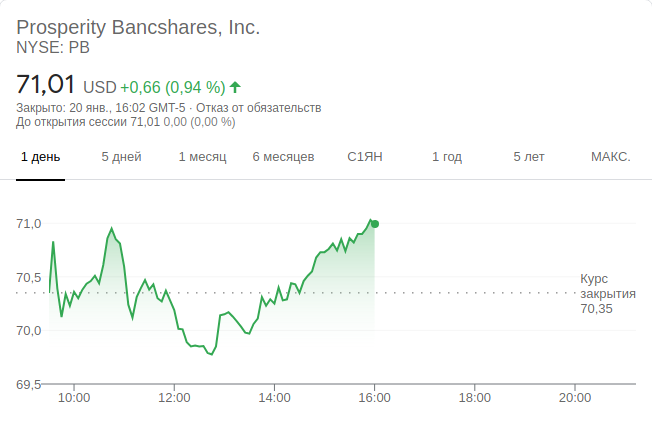 Prosperity Bancshares, Inc.
NYSE: PB
71,01 USD +0,66 (0,94 %)
Закрыто: 20 янв., 16:02 GMT-5 · Отказ от обязательств
До открытия сессии 71,01 0,00 (0,00 %)
1 день 5 дней 1 месяц 6 месяцев С1ЯН 1 год 5 лет МАКС.
71,0
70,5
Курс
закрытия
70,35
70,0
69,5
10:00 12:00 14:00 16:00 18:00 20:00